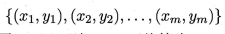 {(x₁, y₁), (x₂, y₂), . . . , (xₘ, yₘ)}